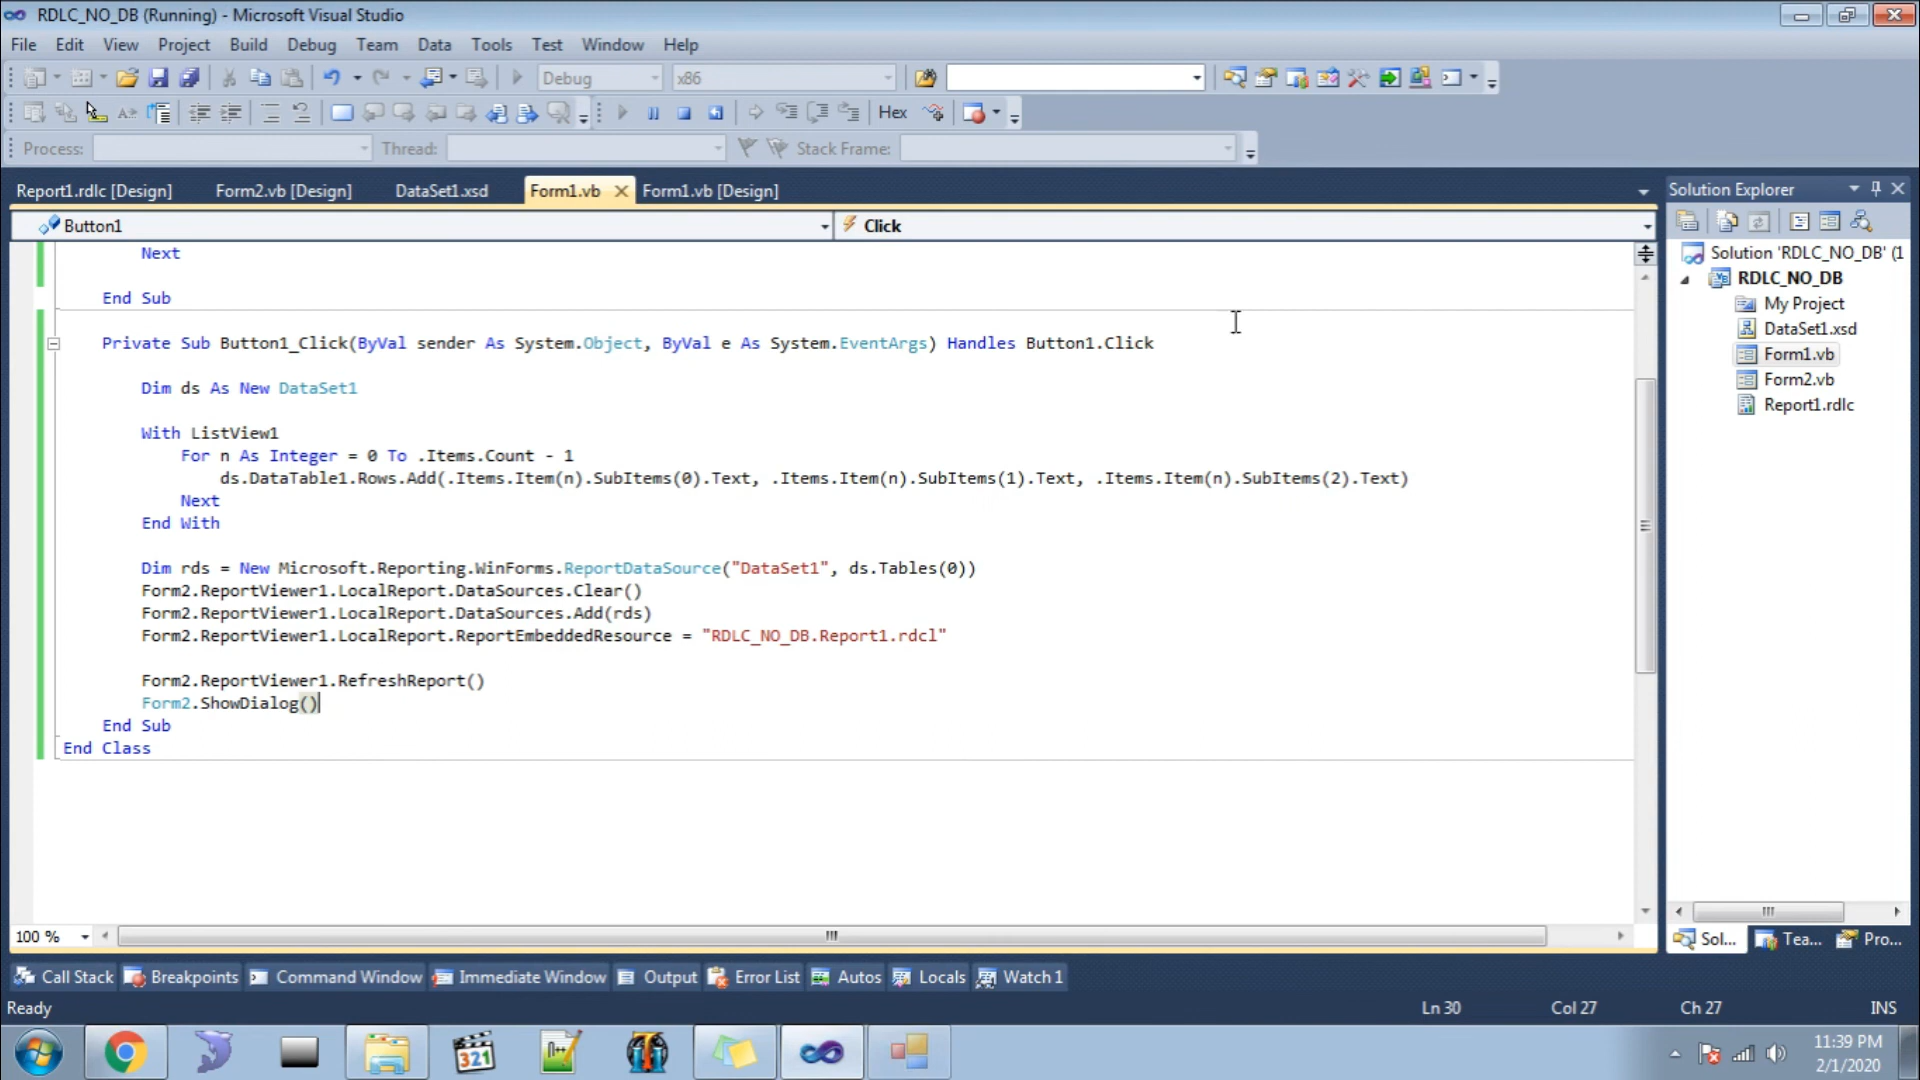 RDLC_NO_DB (Running) - Microsoft Visual Studio
File Edit View Project Build Debug Team Data Tools Test Window Help
Debug x86
Hex
Process: Thread: Stack Frame:
Report1.rdlc [Design] Form2.vb [Design] DataSet1.xsd Form1.vb Form1.vb [Design]
Button1 Click
Next
End Sub
Private Sub Button1_Click(ByVal sender As System.Object, ByVal e As System.EventArgs) Handles Button1.Click
Dim ds As New DataSet1
With ListView1
For n As Integer = 0 To .Items.Count - 1
ds.DataTable1.Rows.Add(.Items.Item(n).SubItems(0).Text, .Items.Item(n).SubItems(1).Text, .Items.Item(n).SubItems(2).Text)
Next
End With
Dim rds = New Microsoft.Reporting.WinForms.ReportDataSource("DataSet1", ds.Tables(0))
Form2.ReportViewer1.LocalReport.DataSources.Clear()
Form2.ReportViewer1.LocalReport.DataSources.Add(rds)
Form2.ReportViewer1.LocalReport.ReportEmbeddedResource = "RDLC_NO_DB.Report1.rdcl"
Form2.ReportViewer1.RefreshReport()
Form2.ShowDialog()
End Sub
End Class
100 %
Solution Explorer
Solution 'RDLC_NO_DB' (1
RDLC_NO_DB
My Project
DataSet1.xsd
Form1.vb
Form2.vb
Report1.rdlc
Sol... Tea... Pro...
Call Stack Breakpoints Command Window Immediate Window Output Error List Autos Locals Watch 1
Ready Ln 30 Col 27 Ch 27 INS
321
n++
11:39 PM
2/1/2020